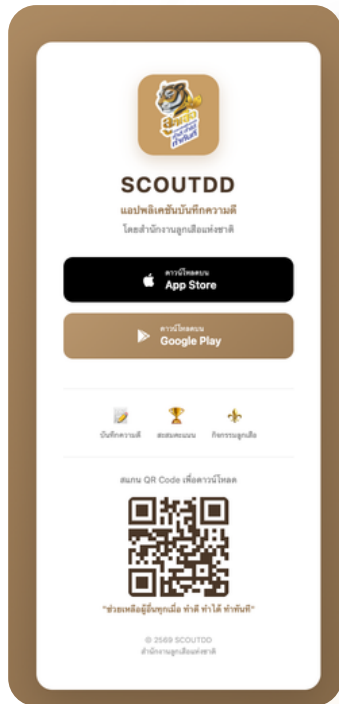 ลูกเสือ
SCOUTDD
แอปพลิเคชันบันทึกความดี
โดยสำนักงานลูกเสือแห่งชาติ
ดาวน์โหลดบน
App Store
ดาวน์โหลดบน
Google Play
บันทึกความดี สะสมคะแนน กิจกรรมลูกเสือ
สแกน QR Code เพื่อดาวน์โหลด
"ช่วยเหลือผู้อื่นทุกเมื่อ ทำดี ทำได้ ทำทันที"
© 2569 SCOUTDD
สำนักงานลูกเสือแห่งชาติ